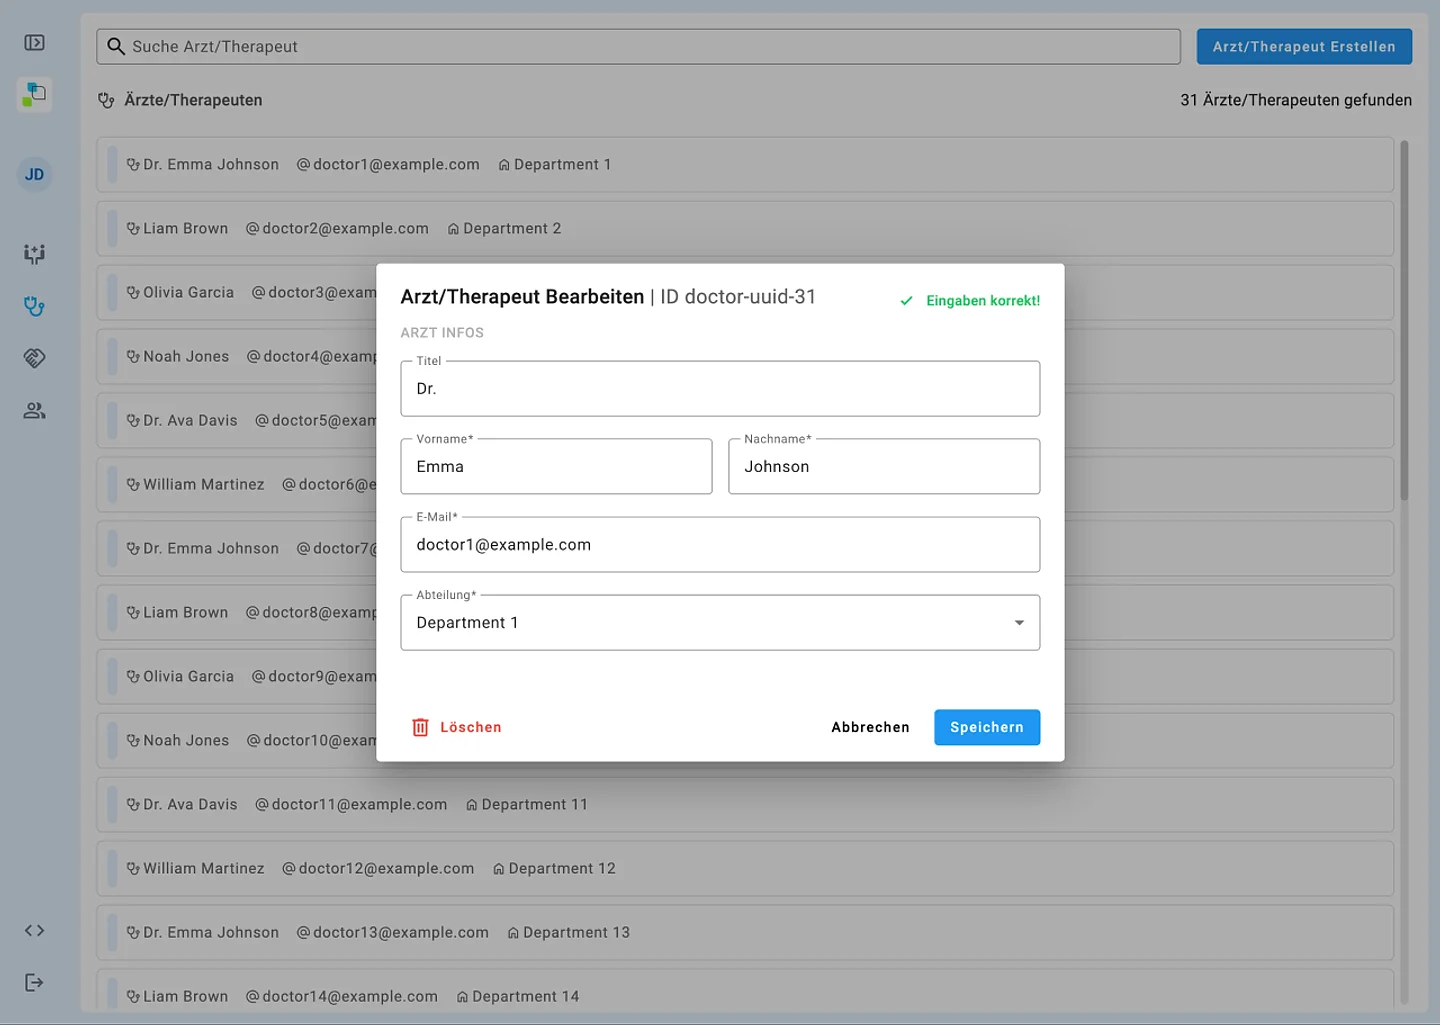 Suche Arzt/Therapeut
Arzt/Therapeut Erstellen
Ärzte/Therapeuten
31 Ärzte/Therapeuten gefunden
JD
Dr. Emma Johnson @doctor1@example.com Department 1
Liam Brown @doctor2@example.com Department 2
Olivia Garcia @doctor3@exam
Noah Jones @doctor4@examp
Dr. Ava Davis @doctor5@exam
William Martinez @doctor6@e
Dr. Emma Johnson @doctor7@
Liam Brown @doctor8@examp
Olivia Garcia @doctor9@exam
Noah Jones @doctor10@exam
Dr. Ava Davis @doctor11@example.com Department 11
William Martinez @doctor12@example.com Department 12
Dr. Emma Johnson @doctor13@example.com Department 13
Liam Brown @doctor14@example.com Department 14
Arzt/Therapeut Bearbeiten | ID doctor-uuid-31
Eingaben korrekt!
ARZT INFOS
Titel
Dr.
Vorname*
Emma
Nachname*
Johnson
E-Mail*
doctor1@example.com
Abteilung*
Department 1
Löschen
Abbrechen
Speichern